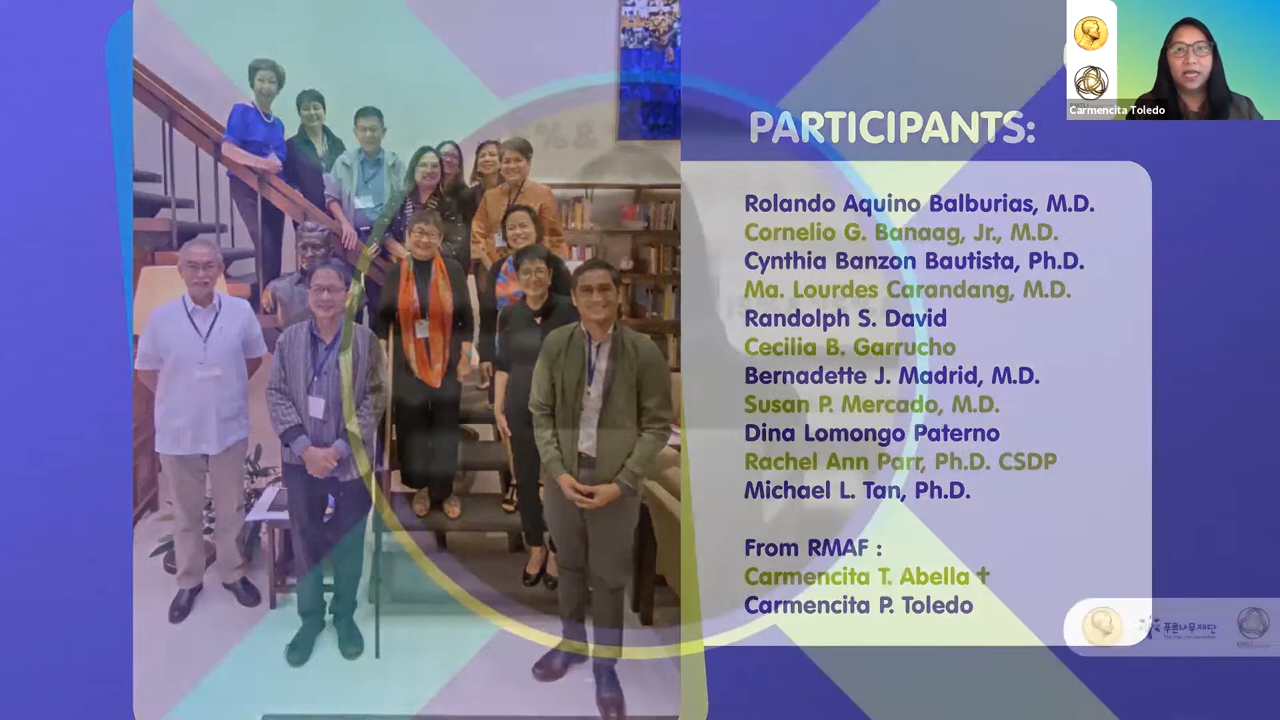 Carmencita Toledo
PARTICIPANTS:
Rolando Aquino Balburias, M.D.
Cornelio G. Banaag, Jr., M.D.
Cynthia Banzon Bautista, Ph.D.
Ma. Lourdes Carandang, M.D.
Randolph S. David
Cecilia B. Garrucho
Bernadette J. Madrid, M.D.
Susan P. Mercado, M.D.
Dina Lomongo Paterno
Rachel Ann Parr, Ph.D. CSDP
Michael L. Tan, Ph.D.
From RMAF :
Carmencita T. Abella ✝
Carmencita P. Toledo
푸른나무재단